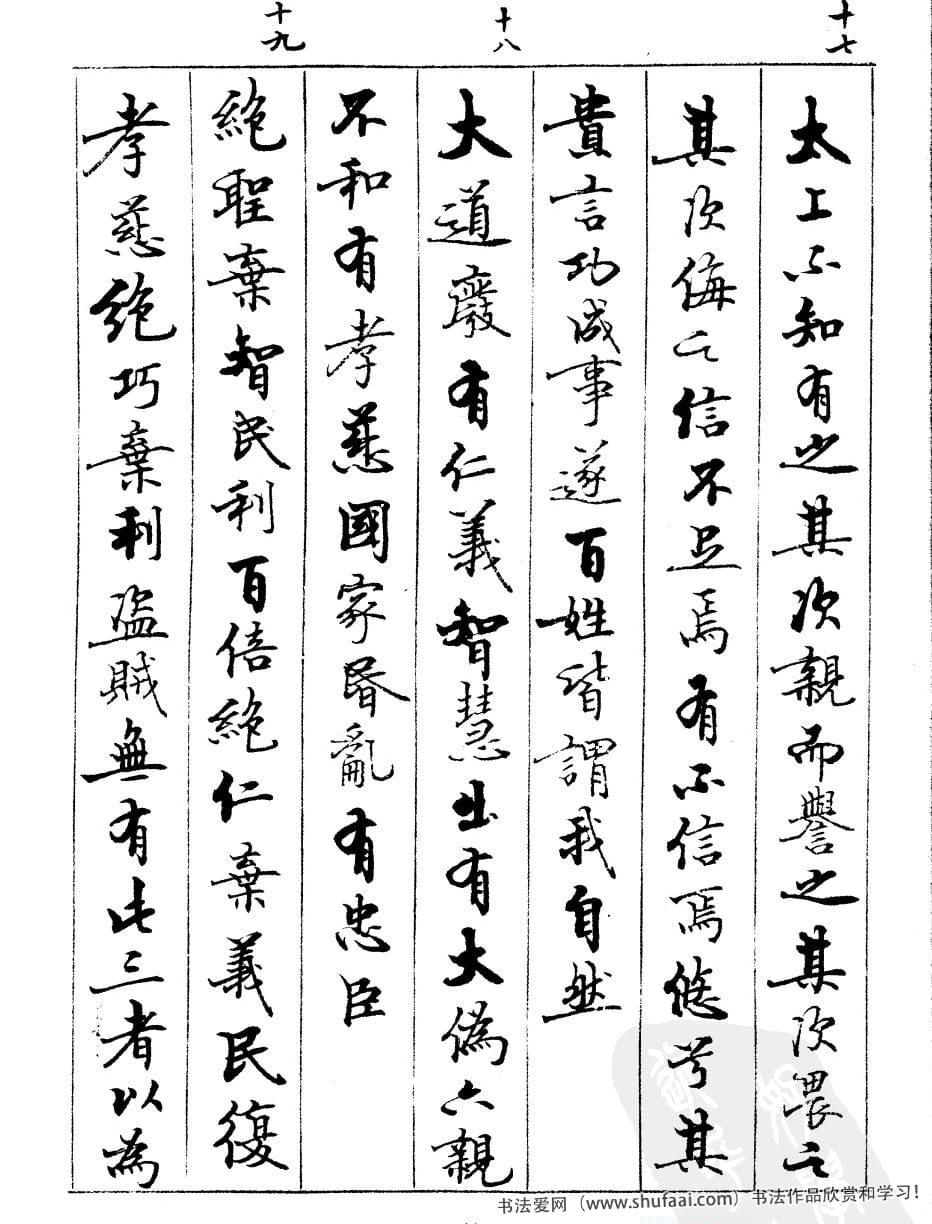 十七
太上不知有之其次親而譽之其次畏之
其次侮之信不足焉有不信焉悠兮其
貴言功成事遂百姓皆謂我自然
十八
大道廢有仁義智慧出有大偽六親
不和有孝慈國家昏亂有忠臣
十九
絕聖棄智民利百倍絕仁棄義民復
孝慈絕巧棄利盜賊無有此三者以為
书法爱网（www.shufaai.com）书法作品欣赏和学习！